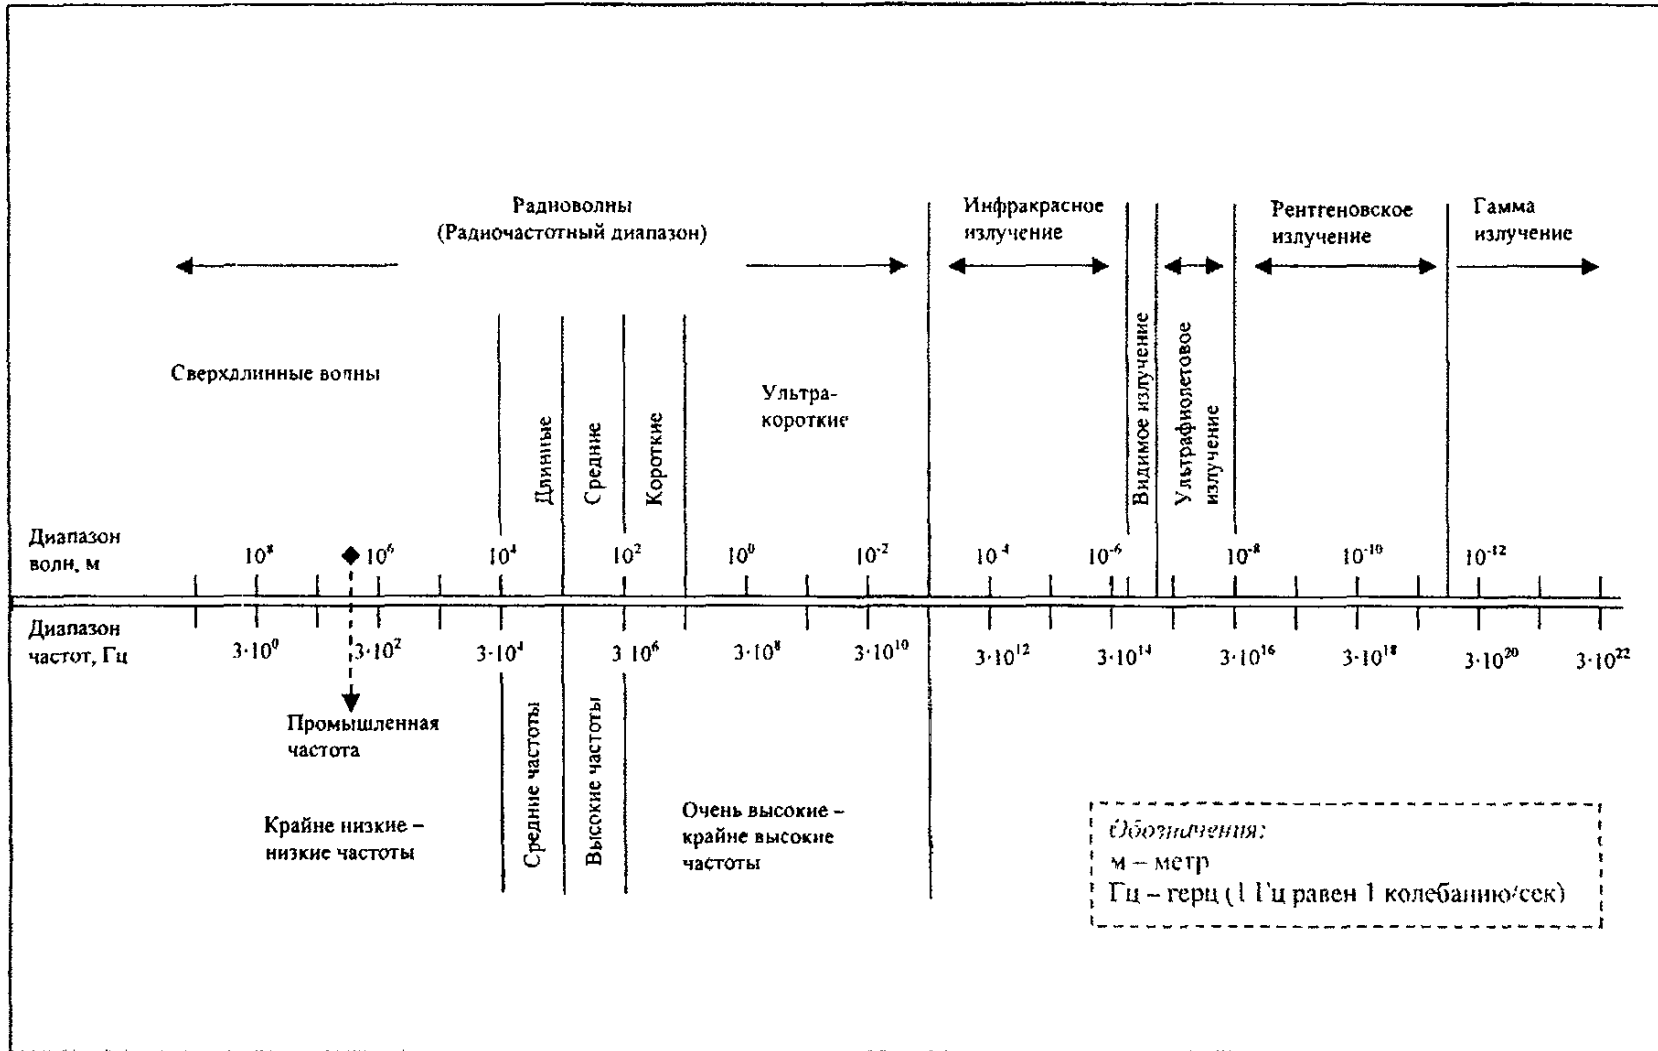 Радиоволны
(Радиочастотный диапазон)
Инфракрасное
излучение
Рентгеновское
излучение
Гамма
излучение
Сверхдлинные волны
Длинные
Средние
Короткие
Ультра-
короткие
Видимое излучение
Ультрафиолетовое
излучение
Диапазон
волн, м
10⁸ 10⁶ 10⁴ 10² 10⁰ 10⁻² 10⁻⁴ 10⁻⁶ 10⁻⁸ 10⁻¹⁰ 10⁻¹²
Диапазон
частот, Гц
3·10⁰ 3·10² 3·10⁴ 3 10⁶ 3·10⁸ 3·10¹⁰ 3·10¹² 3·10¹⁴ 3·10¹⁶ 3·10¹⁸ 3·10²⁰ 3·10²²
Промышленная
частота
Крайне низкие –
низкие частоты
Средние частоты
Высокие частоты
Очень высокие –
крайне высокие
частоты
Обозначения:
м – метр
Гц – герц (1 Гц равен 1 колебанию/сек)